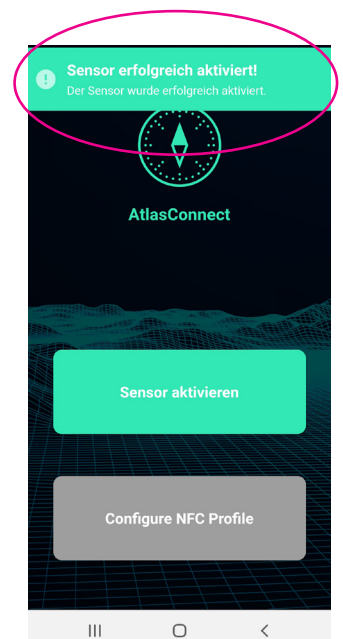 Sensor erfolgreich aktiviert!
Der Sensor wurde erfolgreich aktiviert.
AtlasConnect
Sensor aktivieren
Configure NFC Profile